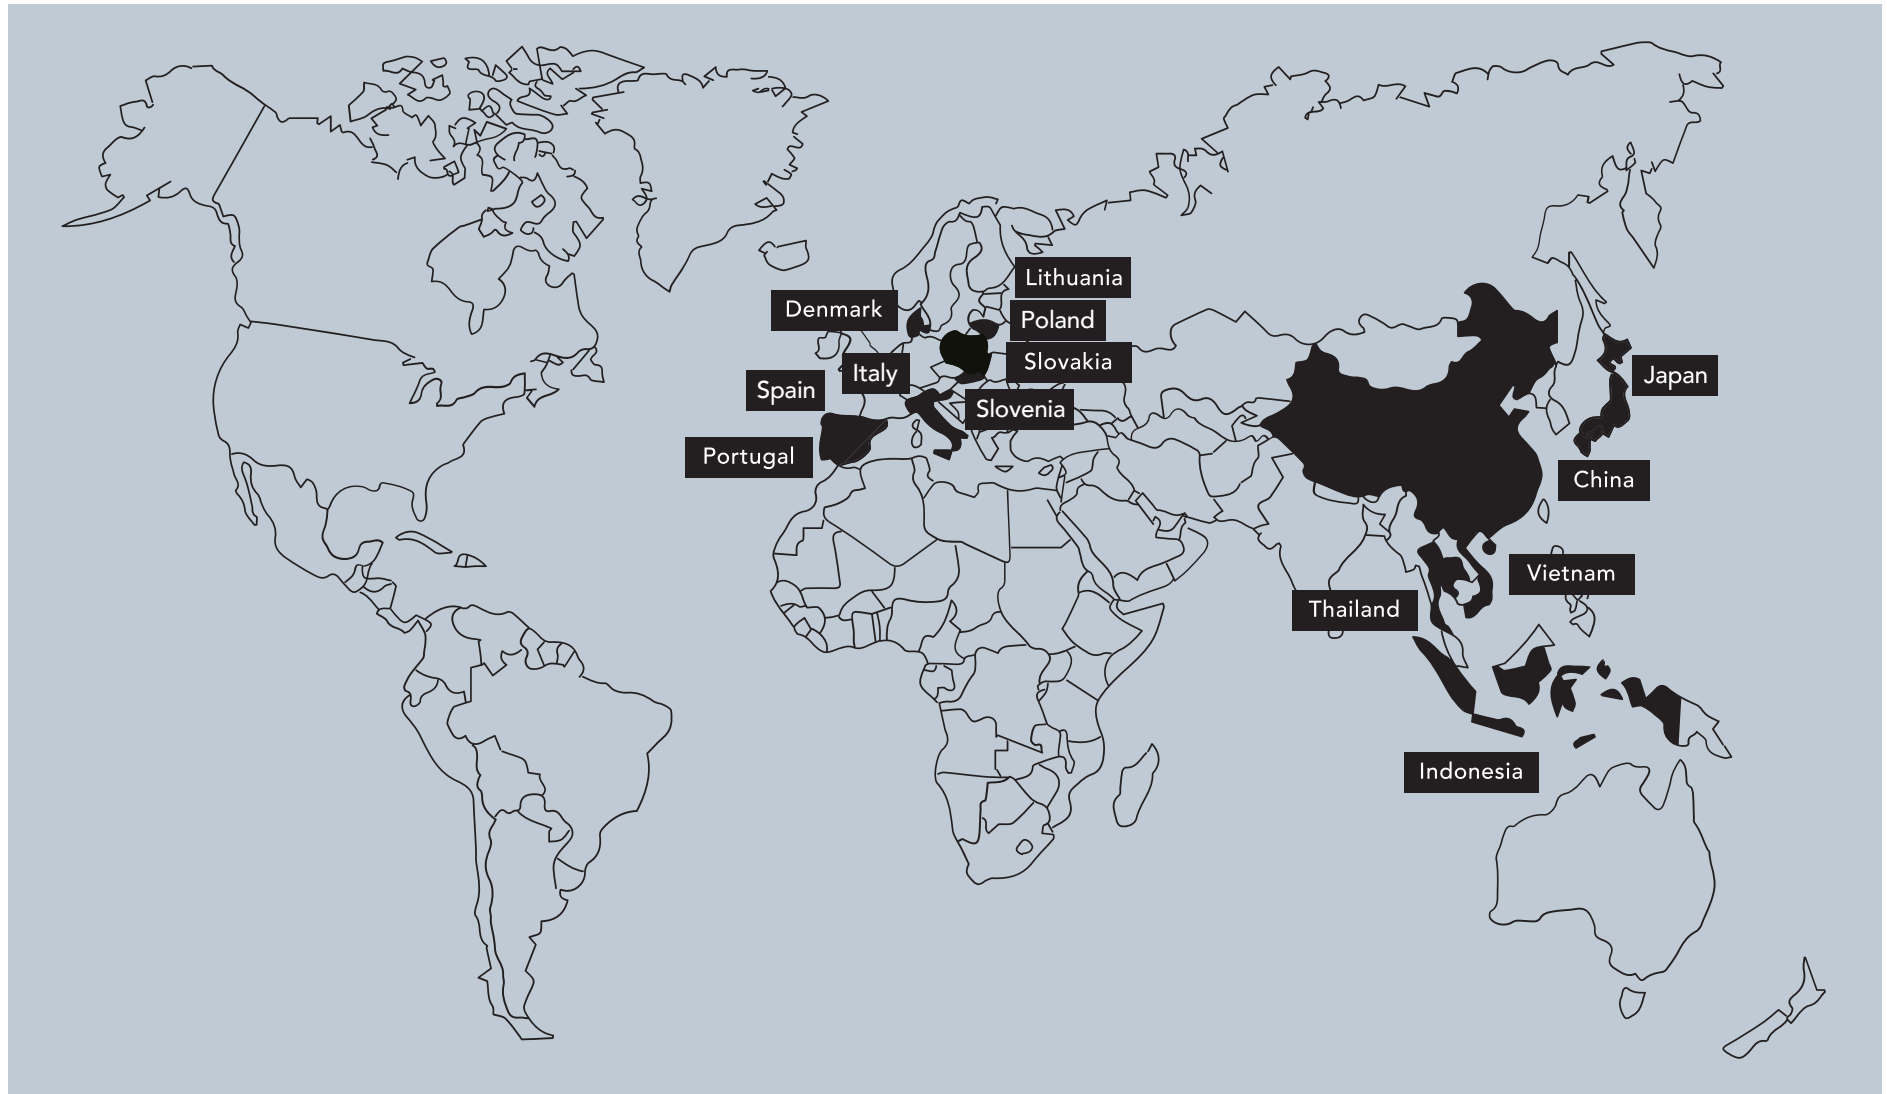 Lithuania
Denmark
Poland
Slovakia
Italy
Spain
Japan
Slovenia
Portugal
China
Vietnam
Thailand
Indonesia